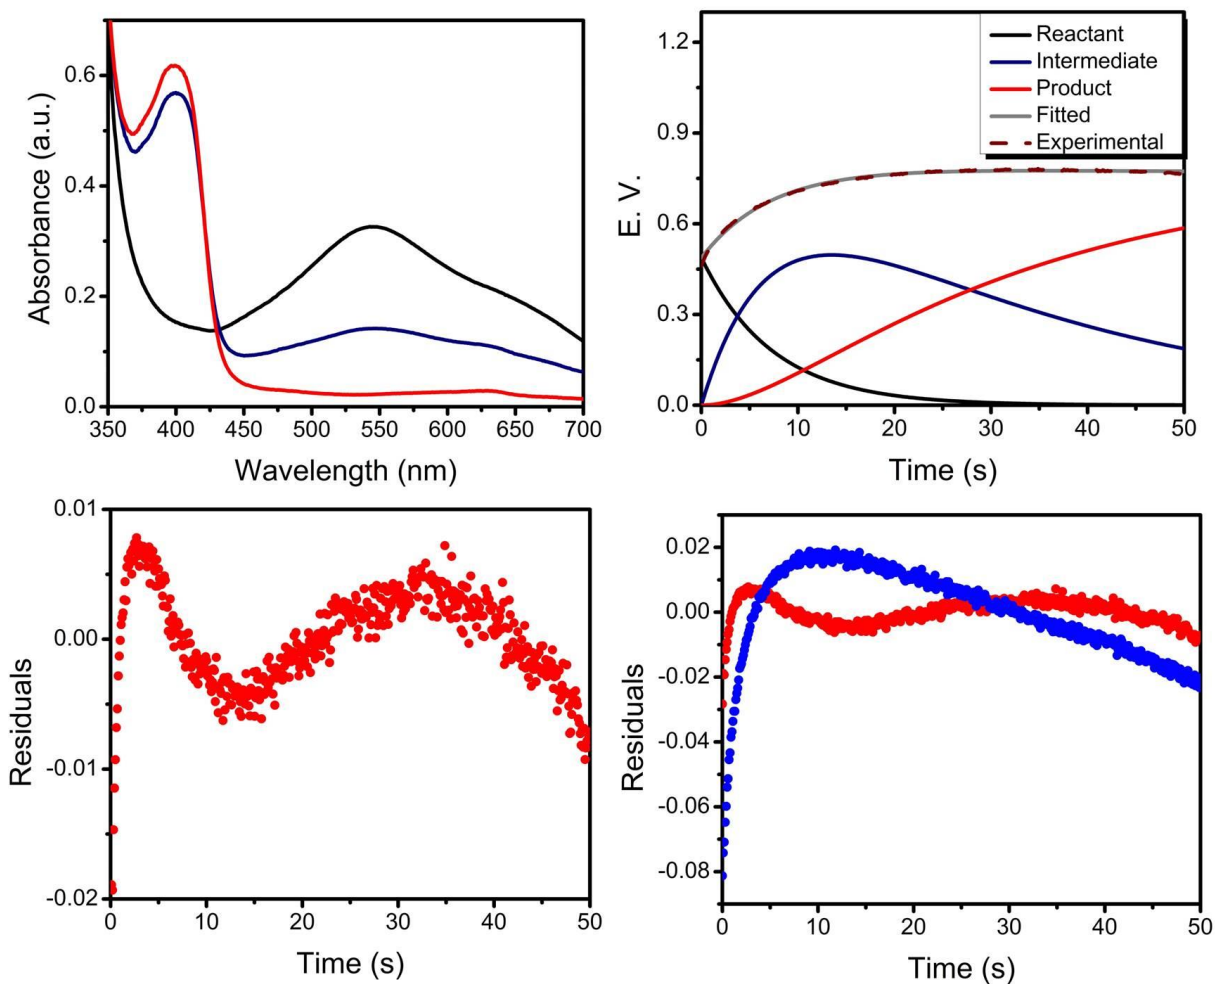 0.6
0.4
0.2
0.0
Absorbance (a.u.)
350 400 450 500 550 600 650 700
Wavelength (nm)
1.2
0.9
0.6
0.3
0.0
E. V.
Reactant
Intermediate
Product
Fitted
Experimental
0 10 20 30 40 50
Time (s)
0.01
0.00
-0.01
-0.02
Residuals
0 10 20 30 40 50
Time (s)
0.02
0.00
-0.02
-0.04
-0.06
-0.08
Residuals
0 10 20 30 40 50
Time (s)